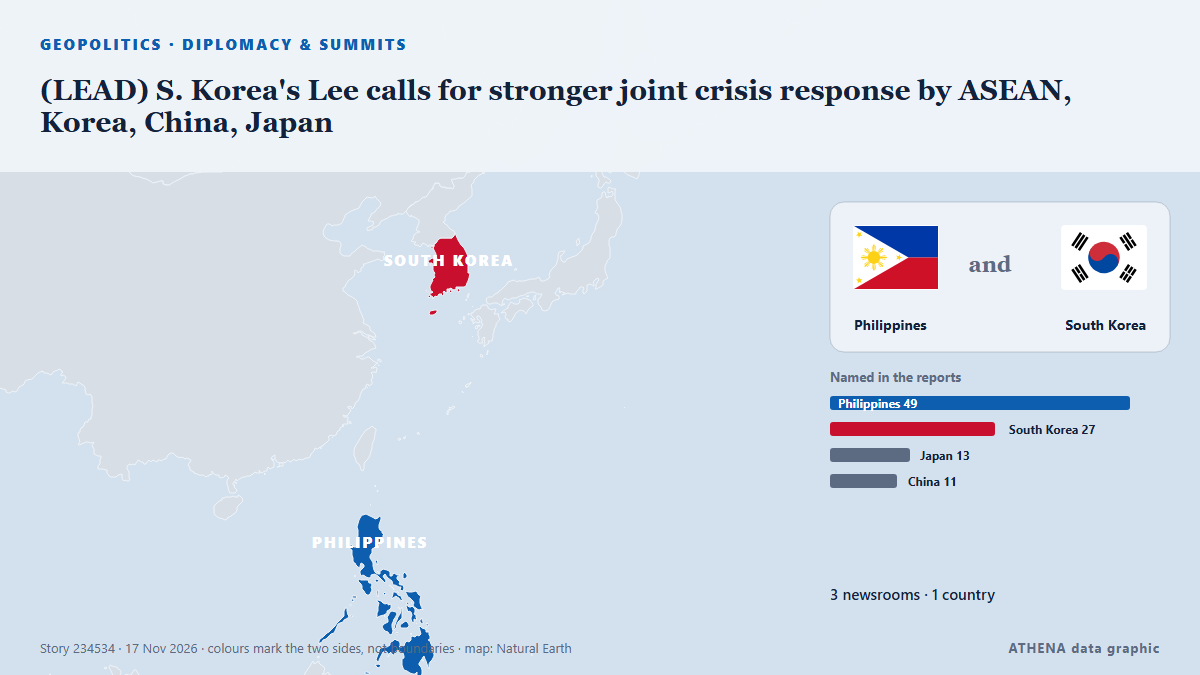 GEOPOLITICS · DIPLOMACY & SUMMITS
(LEAD) S. Korea's Lee calls for stronger joint crisis response by ASEAN,
Korea, China, Japan
SOUTH KOREA
PHILIPPINES
and
Philippines
South Korea
Named in the reports
Philippines 49
South Korea 27
Japan 13
China 11
3 newsrooms · 1 country
Story 234534 · 17 Nov 2026 · colours mark the two sides, not boundaries · map: Natural Earth
ATHENA data graphic